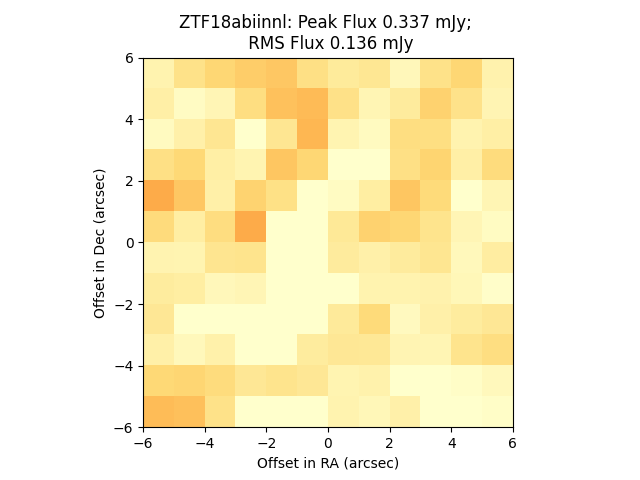 ZTF18abiinnl: Peak Flux 0.337 mJy;
RMS Flux 0.136 mJy
6
4
2
0
−2
−4
−6
Offset in Dec (arcsec)
−6 −4 −2 0 2 4 6
Offset in RA (arcsec)